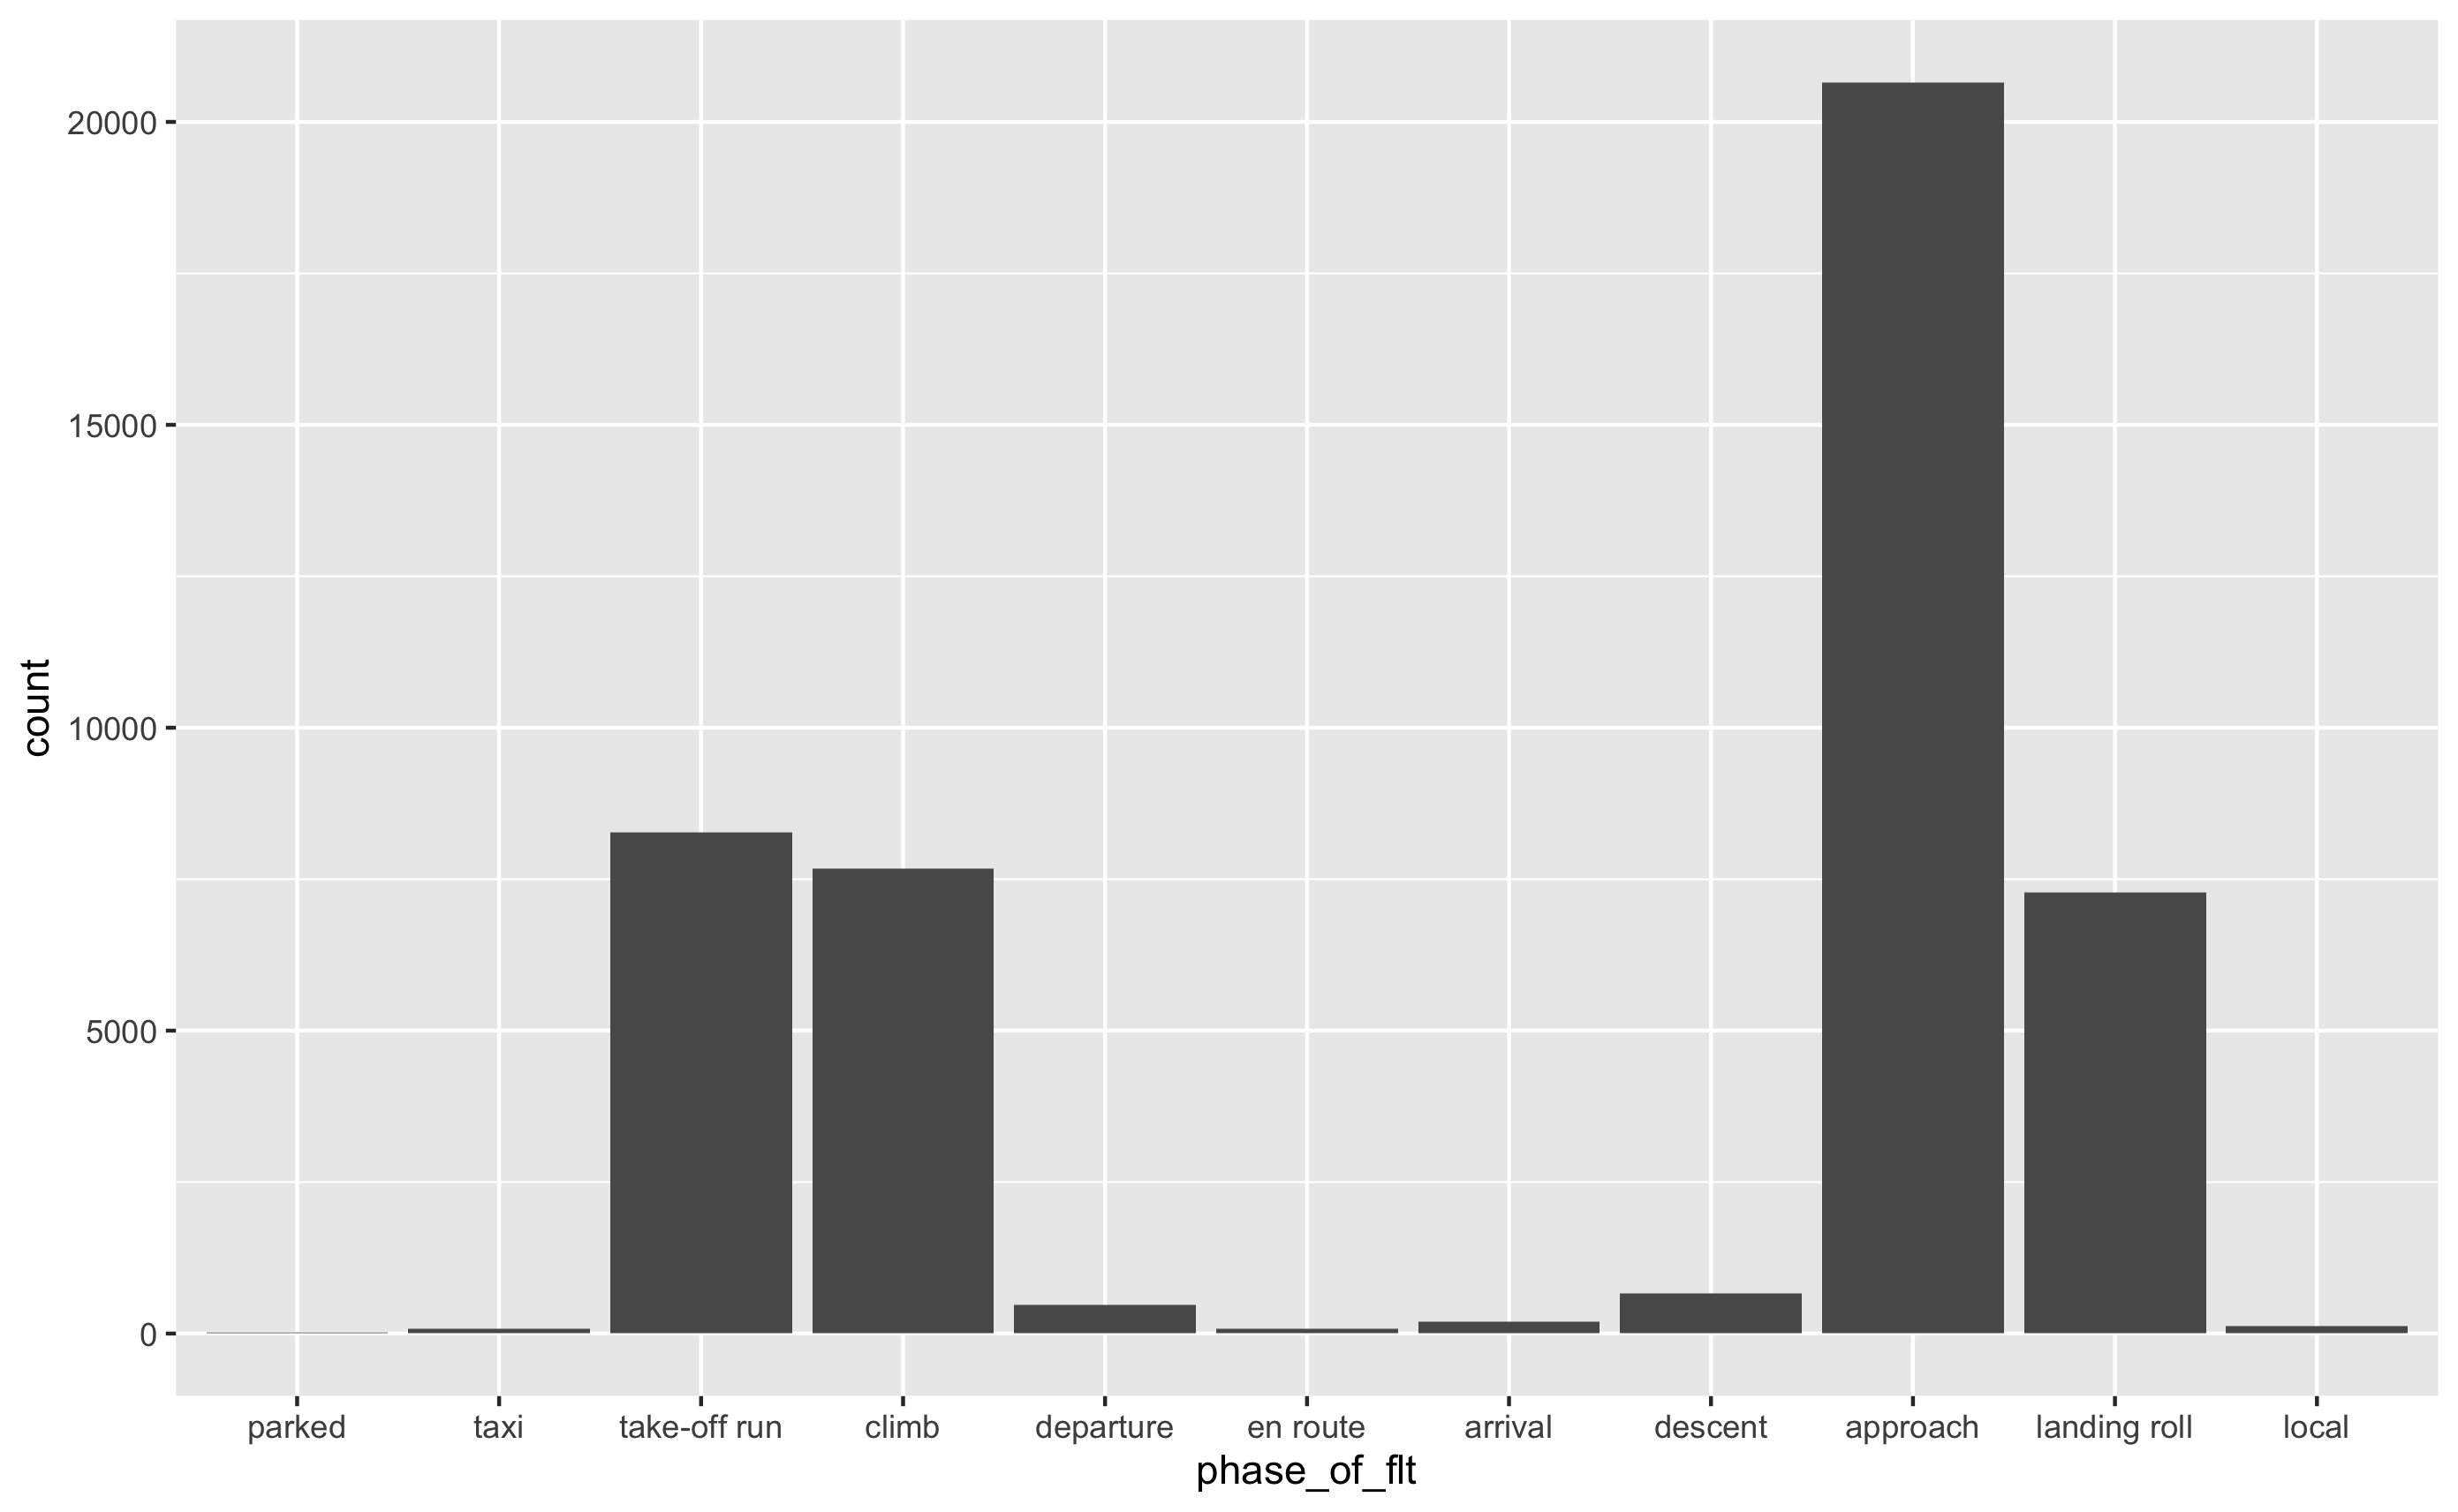 20000
15000
10000
5000
0
count
parked taxi take-off run climb departure en route arrival descent approach landing roll local
phase_of_flt